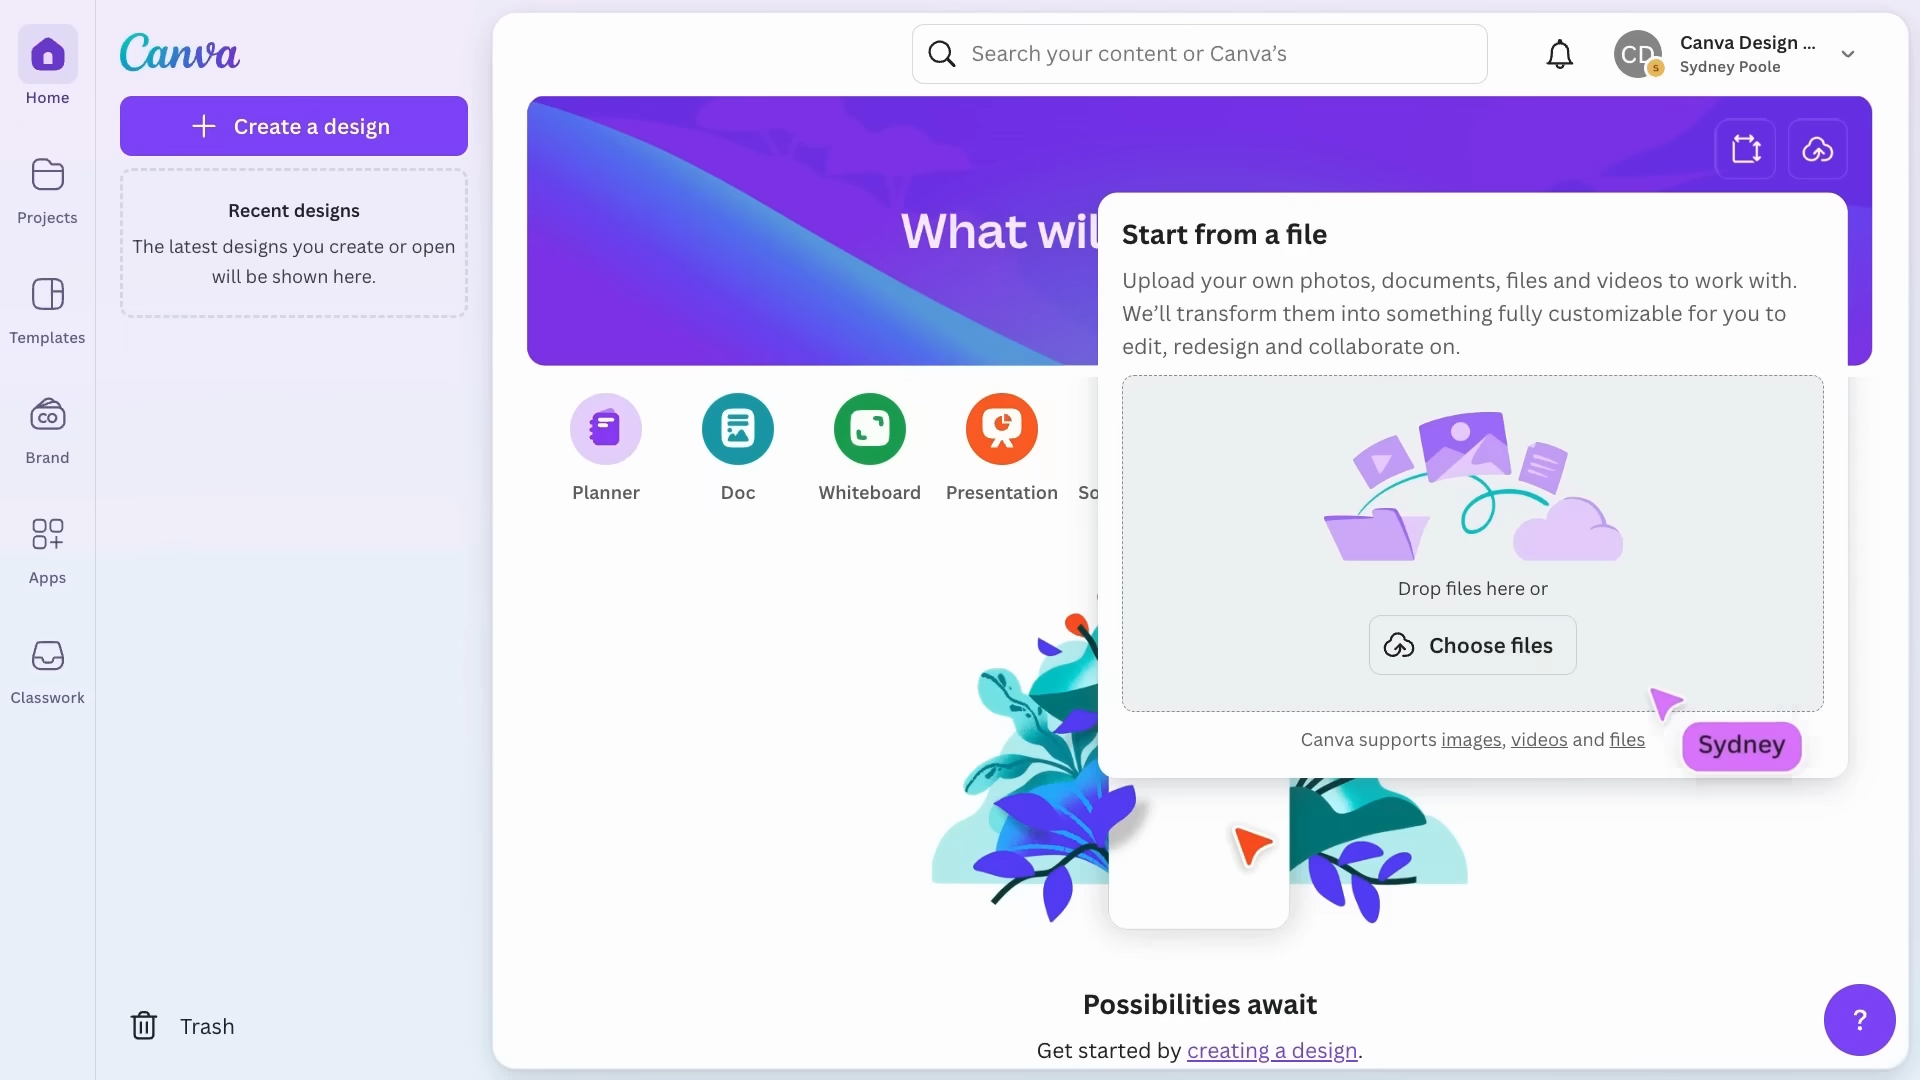 Home
Projects
Templates
CO
Brand
Apps
Classwork
Canva
Create a design
Recent designs
The latest designs you create or open
will be shown here.
Trash
Search your content or Canva’s
CD
S
Canva Design ...
Sydney Poole
What wil
Planner
Doc
Whiteboard
Presentation
So
Start from a file
Upload your own photos, documents, files and videos to work with.
We’ll transform them into something fully customizable for you to
edit, redesign and collaborate on.
Drop files here or
Choose files
Canva supports images, videos and files
Sydney
Possibilities await
Get started by creating a design.
?